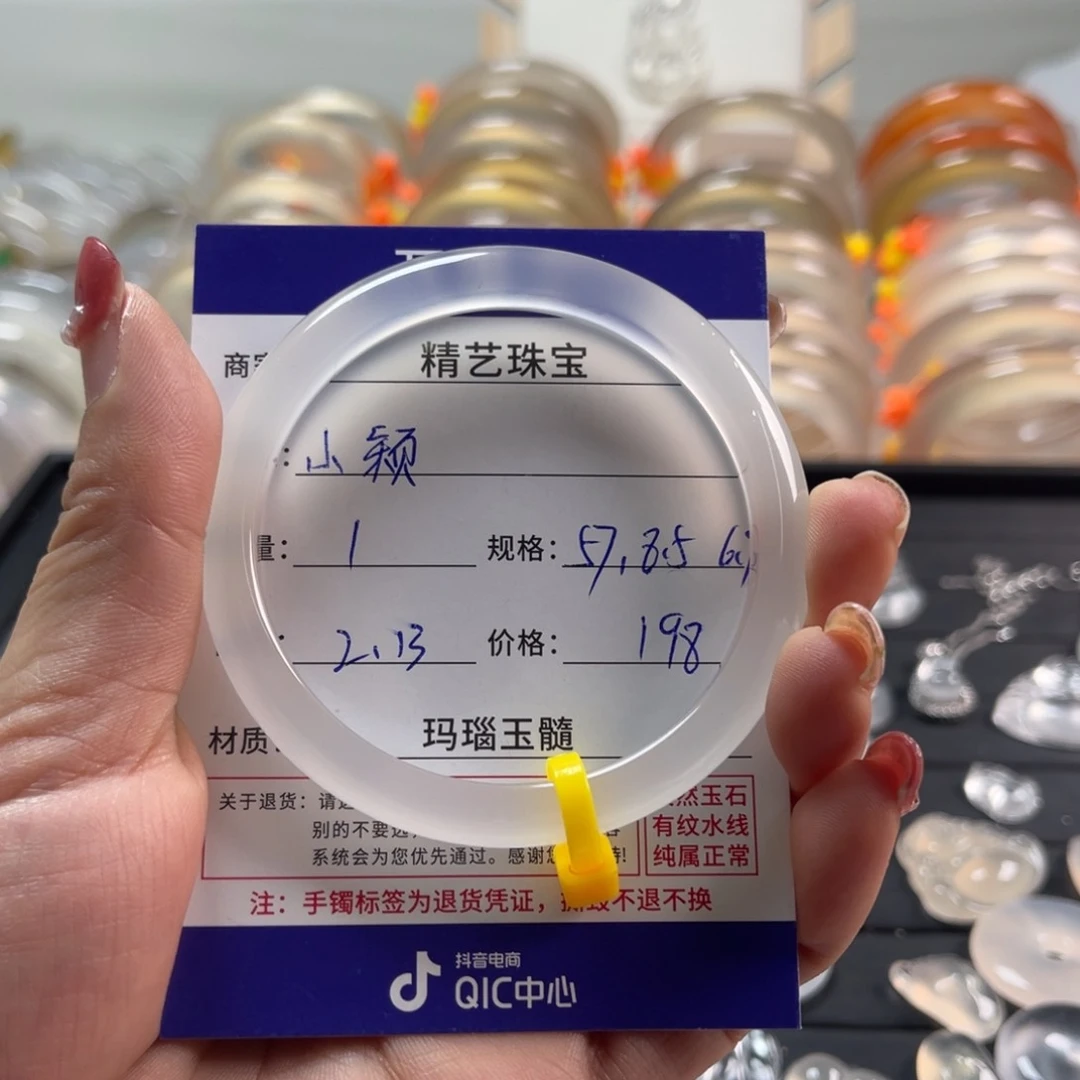 商
精艺珠宝
: 小颖
量: 1 规格: 57.8.5
: 2.13 价格: 198
材质: 玛瑙玉髓
关于退货: 请
别的不要
系统会为您优先通过。感谢 !
然玉石
有纹水线
纯属正常
注: 手镯标签为退货凭证, 不退不换
抖音电商
QIC中心